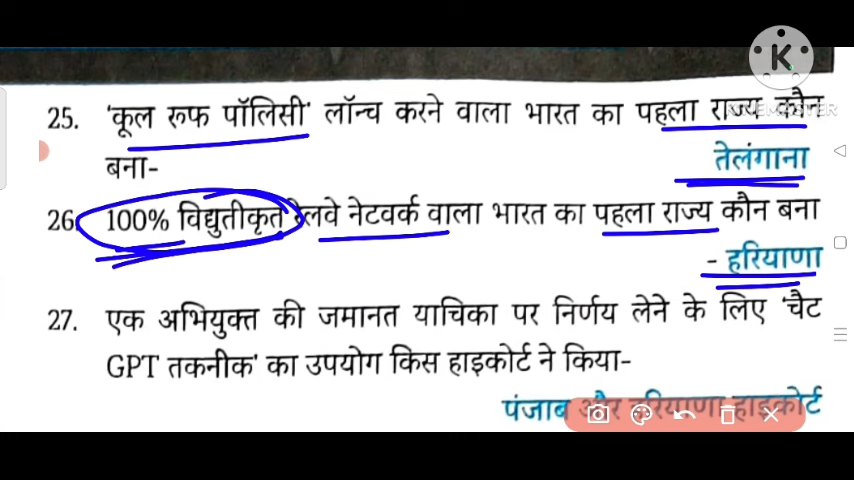 K
KINEMASTER
25. 'कूल रूफ पॉलिसी' लॉन्च करने वाला भारत का पहला राज्य कौन
बना-
तेलंगाना
26. 100% विद्युतीकृत रेलवे नेटवर्क वाला भारत का पहला राज्य कौन बना
- हरियाणा
27. एक अभियुक्त की जमानत याचिका पर निर्णय लेने के लिए 'चैट
GPT तकनीक' का उपयोग किस हाइकोर्ट ने किया-
पंजाब और हरियाणा हाइकोर्ट